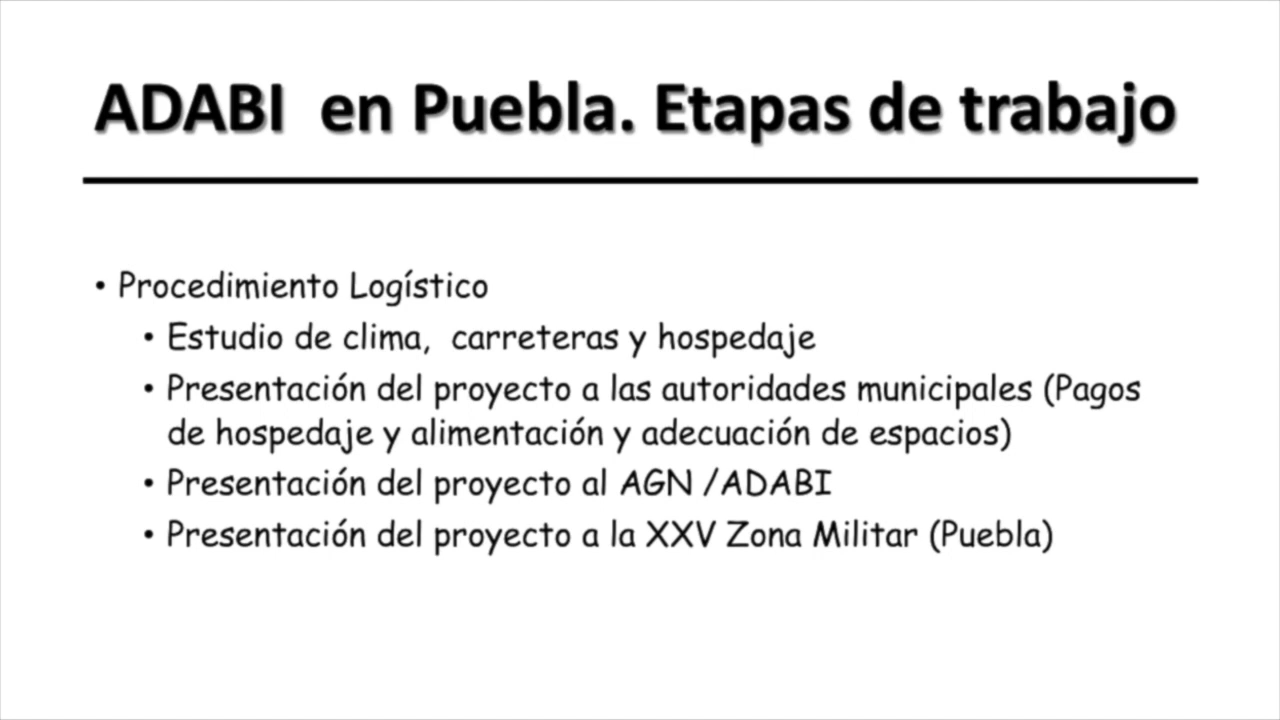 ADABI  en Puebla. Etapas de trabajo
• Procedimiento Logístico
• Estudio de clima,  carreteras y hospedaje
• Presentación del proyecto a las autoridades municipales (Pagos
de hospedaje y alimentación y adecuación de espacios)
• Presentación del proyecto al AGN /ADABI
• Presentación del proyecto a la XXV Zona Militar (Puebla)